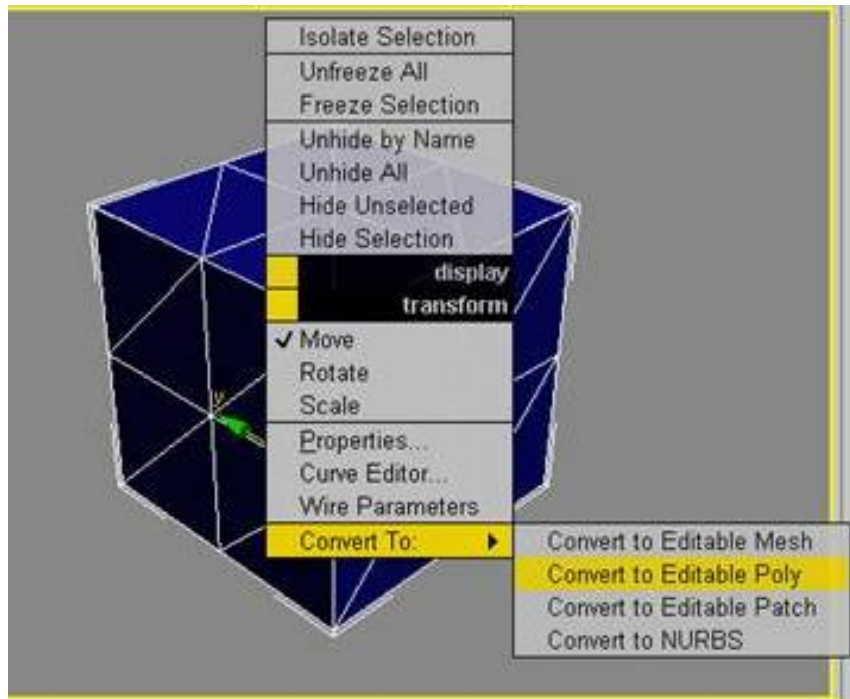 Isolate Selection
Unfreeze All
Freeze Selection
Unhide by Name
Unhide All
Hide Unselected
Hide Selection
display
transform
Move
Rotate
Scale
Properties...
Curve Editor...
Wire Parameters
Convert To:
Convert to Editable Mesh
Convert to Editable Poly
Convert to Editable Patch
Convert to NURBS
y